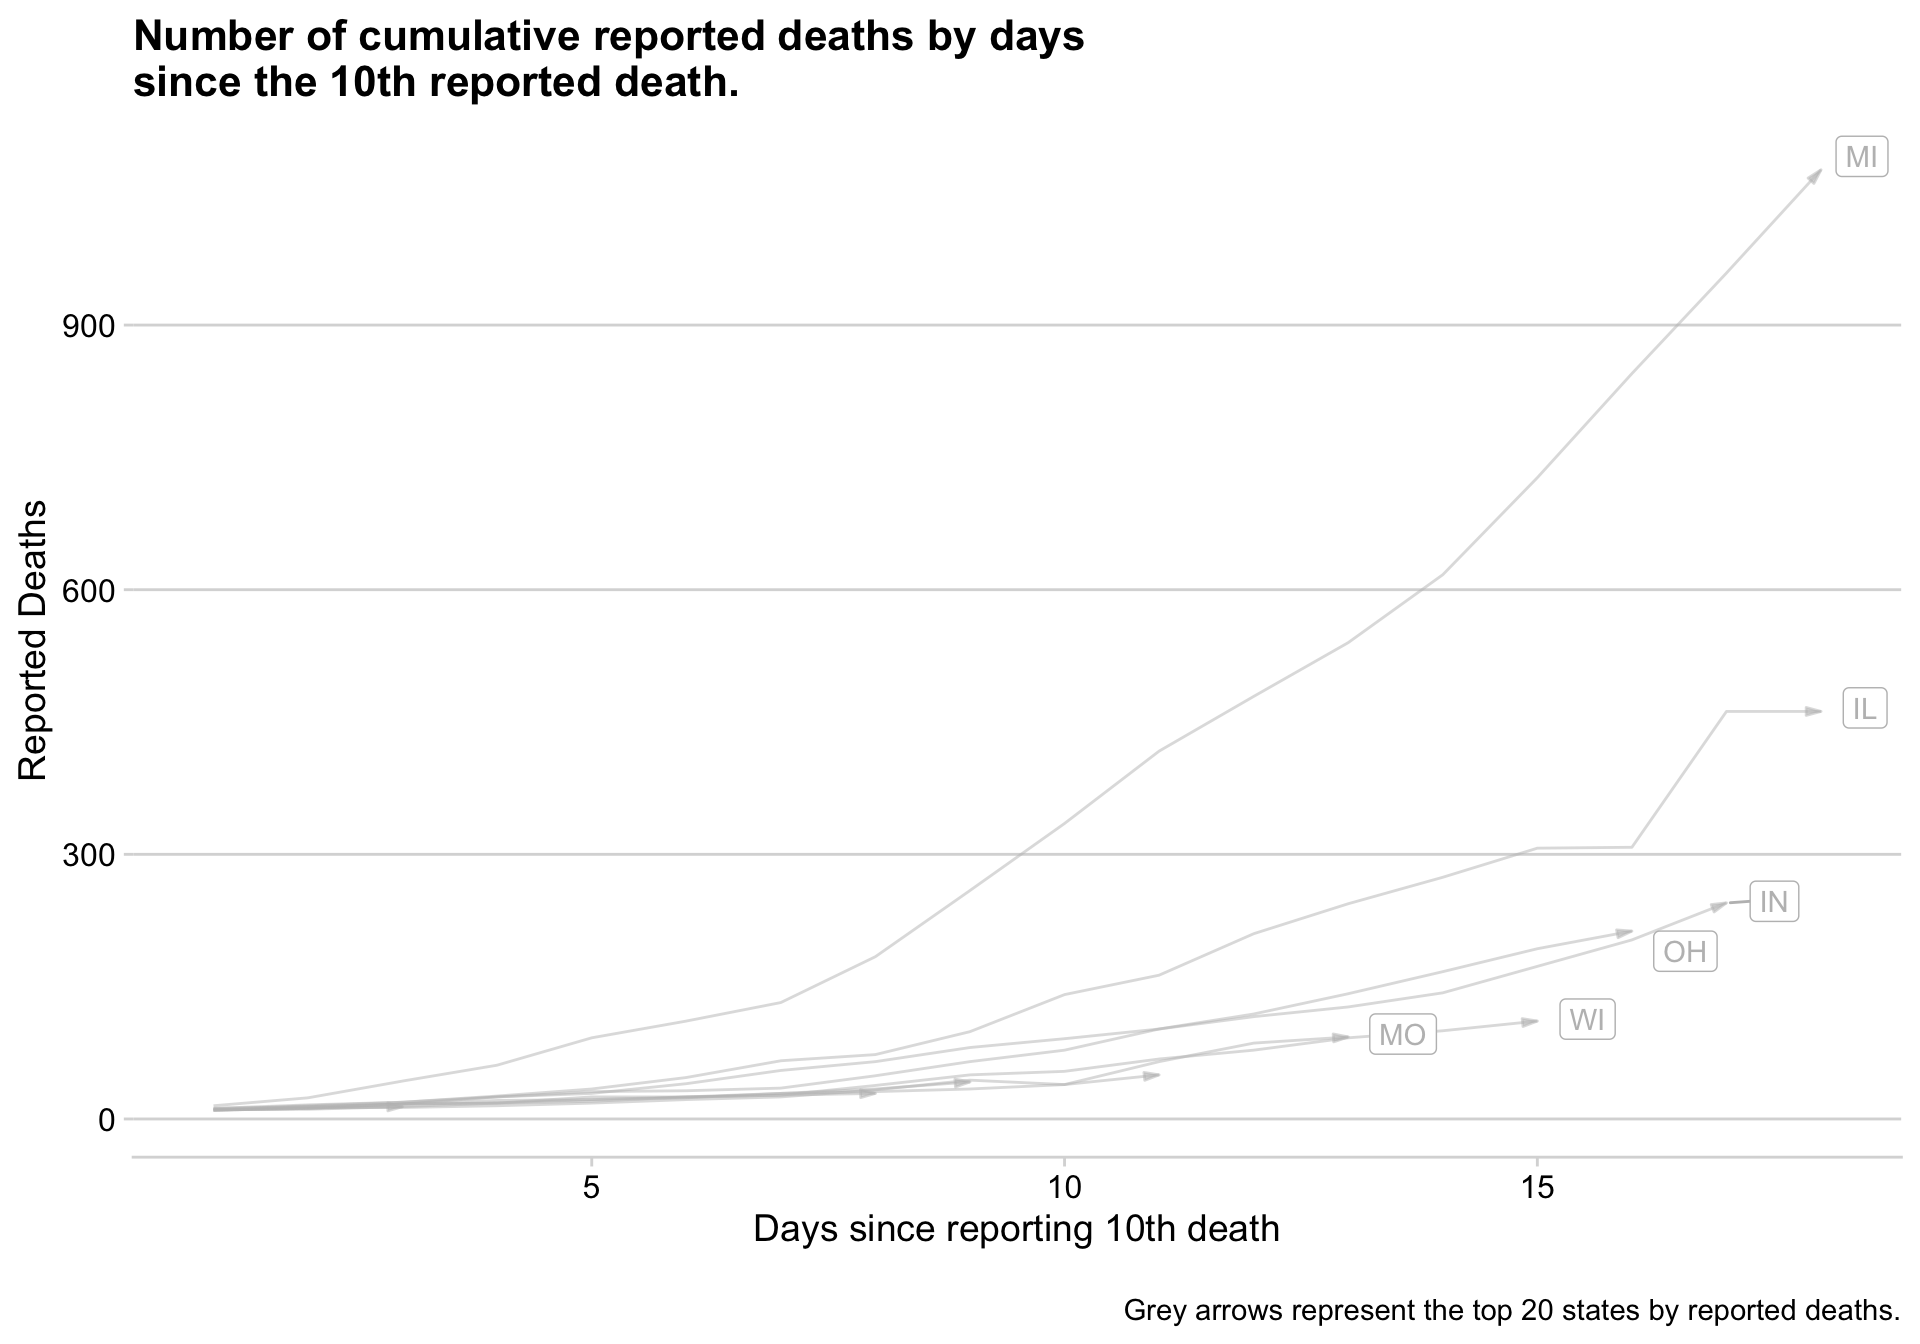 Number of cumulative reported deaths by days
since the 10th reported death.
MI
900
Reported Deaths
600
IL
300
IN
OH
WI
MO
0
5 10 15
Days since reporting 10th death
Grey arrows represent the top 20 states by reported deaths.